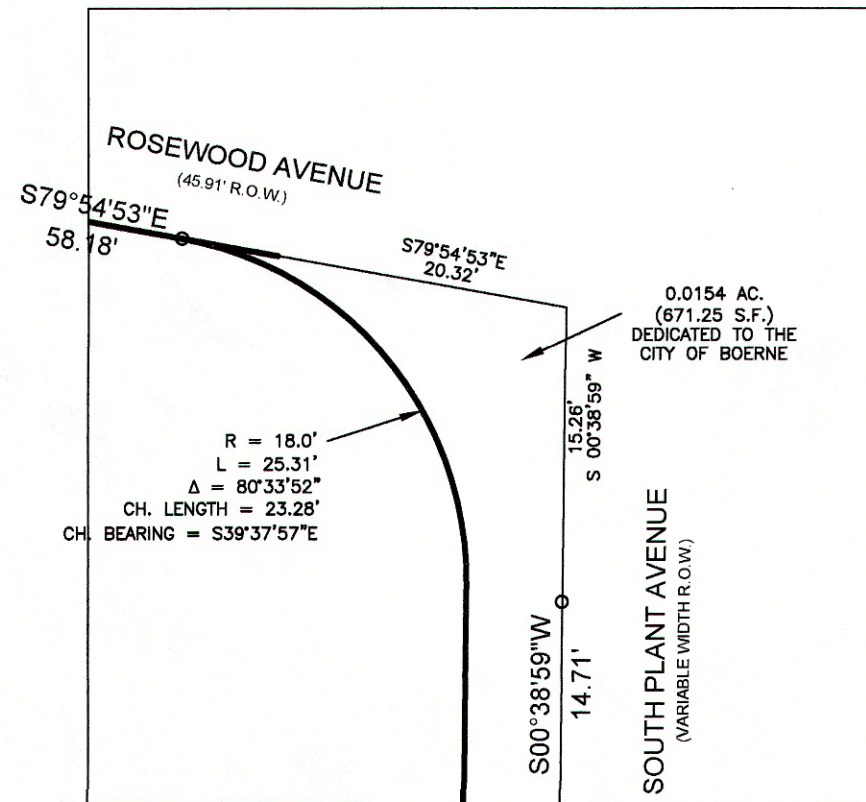 ROSEWOOD AVENUE
(45.91' R.O.W.)
S79°54'53"E
58.18'
S79°54'53"E
20.32'
0.0154 AC.
(671.25 S.F.)
DEDICATED TO THE
CITY OF BOERNE
15.26'
S 00°38'59" W
R = 18.0'
L = 25.31'
Δ = 80°33'52"
CH. LENGTH = 23.28'
CH. BEARING = S39°37'57"E
S00°38'59"W
14.71'
SOUTH PLANT AVENUE
(VARIABLE WIDTH R.O.W.)